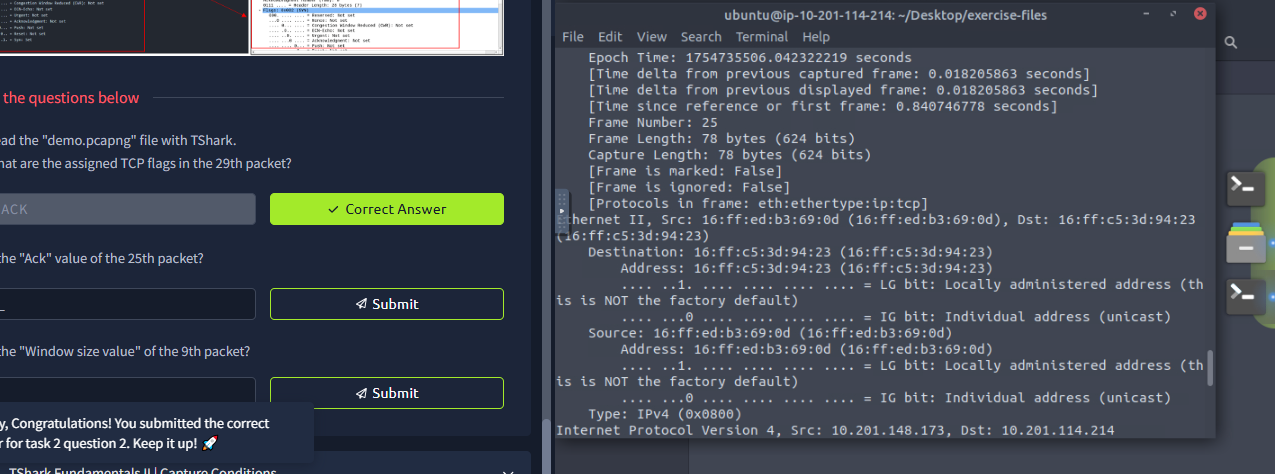 Flags: 0x002 (SYN)
the questions below
ead the "demo.pcapng" file with TShark.
hat are the assigned TCP flags in the 29th packet?
ACK
Correct Answer
the "Ack" value of the 25th packet?
_
Submit
the "Window size value" of the 9th packet?
Submit
y, Congratulations! You submitted the correct
r for task 2 question 2. Keep it up! 🚀
TShark Fundamentals II | Capture Conditions
ubuntu@ip-10-201-114-214: ~/Desktop/exercise-files
File Edit View Search Terminal Help
Epoch Time: 1754735506.042322219 seconds
[Time delta from previous captured frame: 0.018205863 seconds]
[Time delta from previous displayed frame: 0.018205863 seconds]
[Time since reference or first frame: 0.840746778 seconds]
Frame Number: 25
Frame Length: 78 bytes (624 bits)
Capture Length: 78 bytes (624 bits)
[Frame is marked: False]
[Frame is ignored: False]
[Protocols in frame: eth:ethertype:ip:tcp]
thernet II, Src: 16:ff:ed:b3:69:0d (16:ff:ed:b3:69:0d), Dst: 16:ff:c5:3d:94:23
(16:ff:c5:3d:94:23)
Destination: 16:ff:c5:3d:94:23 (16:ff:c5:3d:94:23)
Address: 16:ff:c5:3d:94:23 (16:ff:c5:3d:94:23)
.... ..1. .... .... .... .... = LG bit: Locally administered address (th
is is NOT the factory default)
.... ...0 .... .... .... .... = IG bit: Individual address (unicast)
Source: 16:ff:ed:b3:69:0d (16:ff:ed:b3:69:0d)
Address: 16:ff:ed:b3:69:0d (16:ff:ed:b3:69:0d)
.... ..1. .... .... .... .... = LG bit: Locally administered address (th
is is NOT the factory default)
.... ...0 .... .... .... .... = IG bit: Individual address (unicast)
Type: IPv4 (0x0800)
Internet Protocol Version 4, Src: 10.201.148.173, Dst: 10.201.114.214